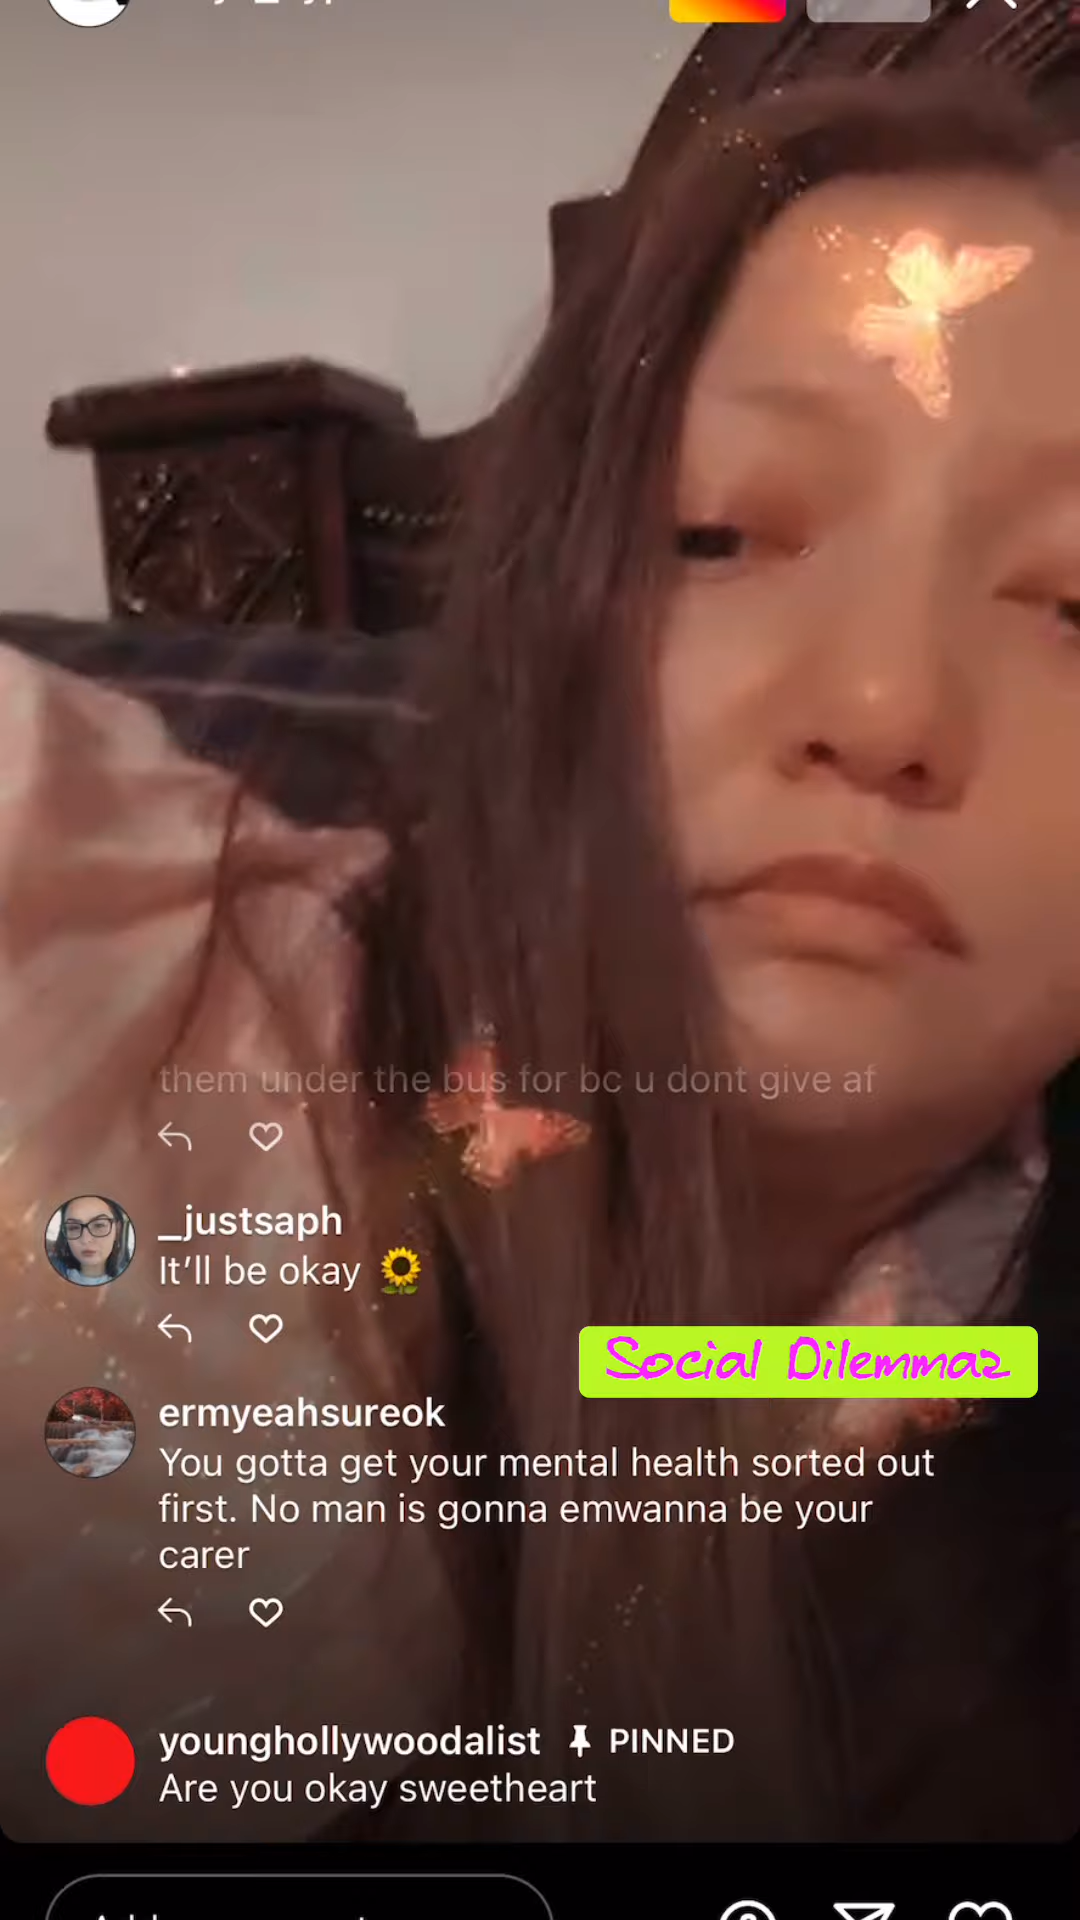 them under the bus for bc u dont give af
_justsaph
It'll be okay 🌻
Social Dilemmaz
ermyeahsureok
You gotta get your mental health sorted out
first. No man is gonna emwanna be your
carer
younghollywoodalist PINNED
Are you okay sweetheart